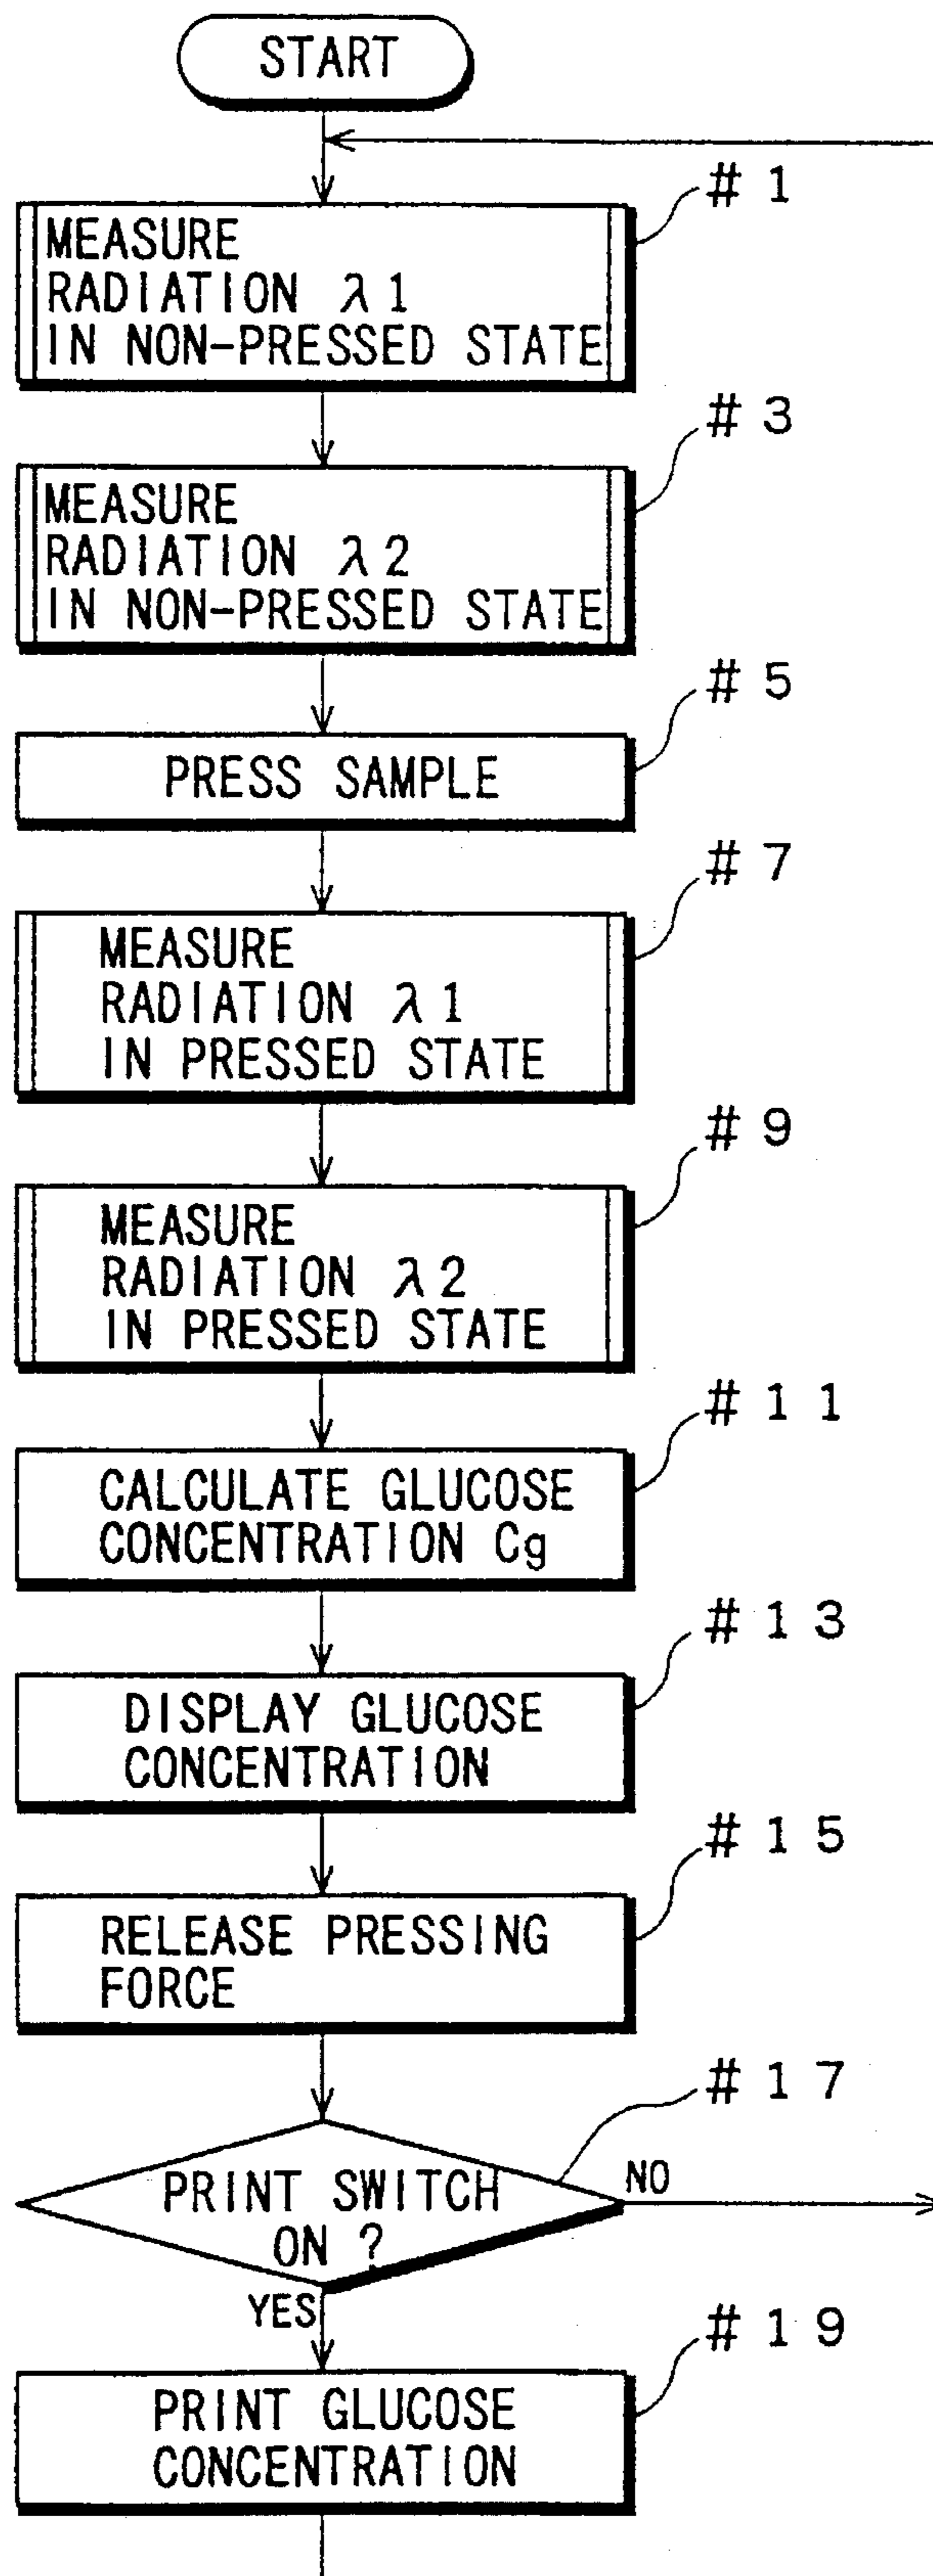 START
# 1
MEASURE
RADIATION λ1
IN NON-PRESSED STATE
# 3
MEASURE
RADIATION λ2
IN NON-PRESSED STATE
# 5
PRESS SAMPLE
# 7
MEASURE
RADIATION λ1
IN PRESSED STATE
# 9
MEASURE
RADIATION λ2
IN PRESSED STATE
# 11
CALCULATE GLUCOSE
CONCENTRATION Cg
# 13
DISPLAY GLUCOSE
CONCENTRATION
# 15
RELEASE PRESSING
FORCE
# 17
PRINT SWITCH
ON ?
NO
YES
# 19
PRINT GLUCOSE
CONCENTRATION